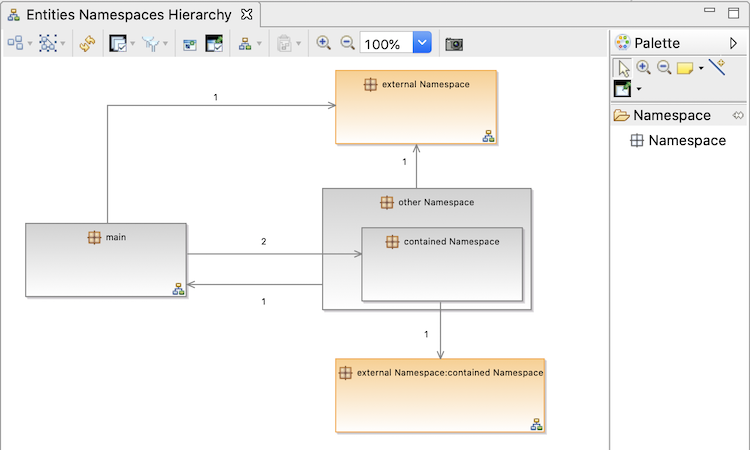 Entities Namespaces Hierarchy
100%
Palette
Namespace
Namespace
external Namespace
1
1
other Namespace
main
contained Namespace
2
1
1
external Namespace:contained Namespace